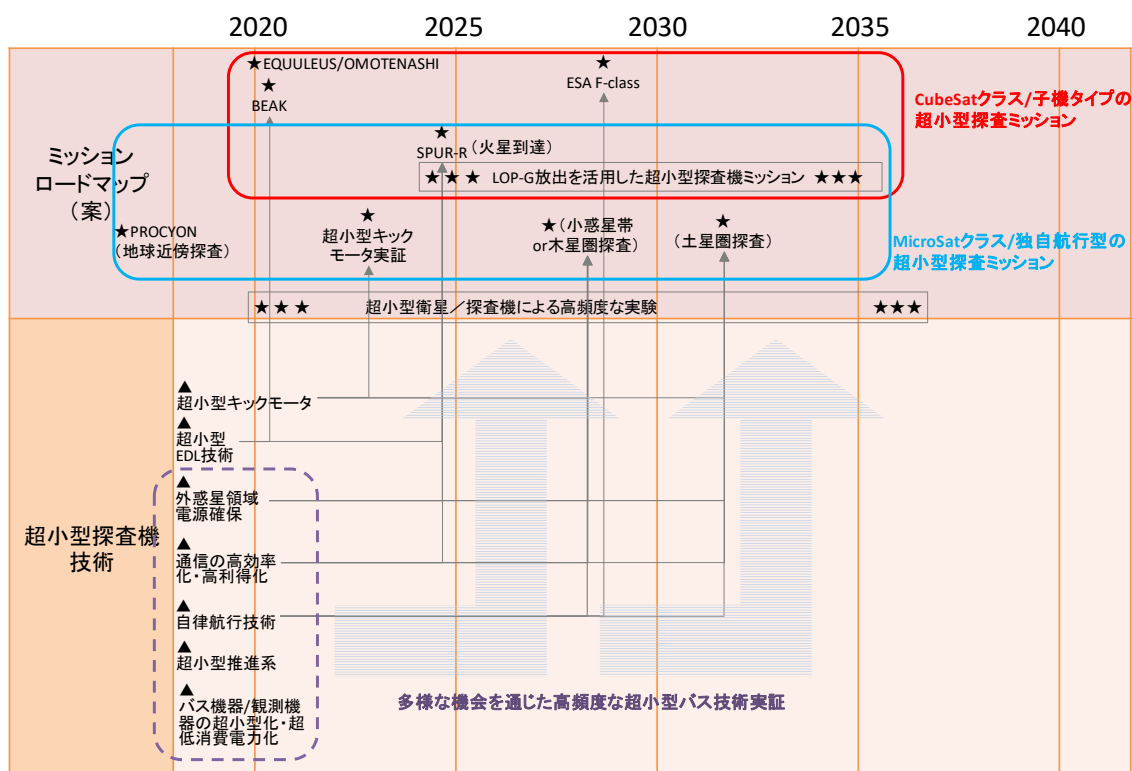 2020 2025 2030 2035 2040
★EQUULEUS/OMOTENASHI
★
BEAK
★
ESA F-class
CubeSatクラス/子機タイプの
超小型探査ミッション
ミッション
ロードマップ
（案）
★
SPUR-R（火星到達）
★★★ LOP-G放出を活用した超小型探査機ミッション ★★★
★PROCYON
（地球近傍探査）
★
超小型キック
モータ実証
★（小惑星帯
or木星圏探査）
★
（土星圏探査）
MicroSatクラス/独自航行型の
超小型探査ミッション
★★★ 超小型衛星／探査機による高頻度な実験 ★★★
超小型探査機
技術
▲
超小型キックモータ
▲
超小型
EDL技術
▲
外惑星領域
電源確保
▲
通信の高効率
化・高利得化
▲
自律航行技術
▲
超小型推進系
▲
バス機器/観測機
器の超小型化・超
低消費電力化
多様な機会を通じた高頻度な超小型バス技術実証